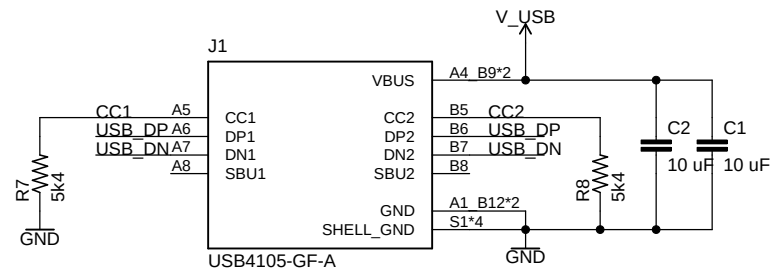 V_USB
J1
VBUS
A4_B9*2
CC1
A5
CC1
CC2
B5
CC2
USB_DP
A6
DP1
DP2
B6
USB_DP
USB_DN
A7
DN1
DN2
B7
USB_DN
A8
SBU1
SBU2
B8
C2
10 uF
C1
10 uF
R7
5k4
R8
5k4
GND
A1_B12*2
SHELL_GND
S1*4
GND
GND
USB4105-GF-A